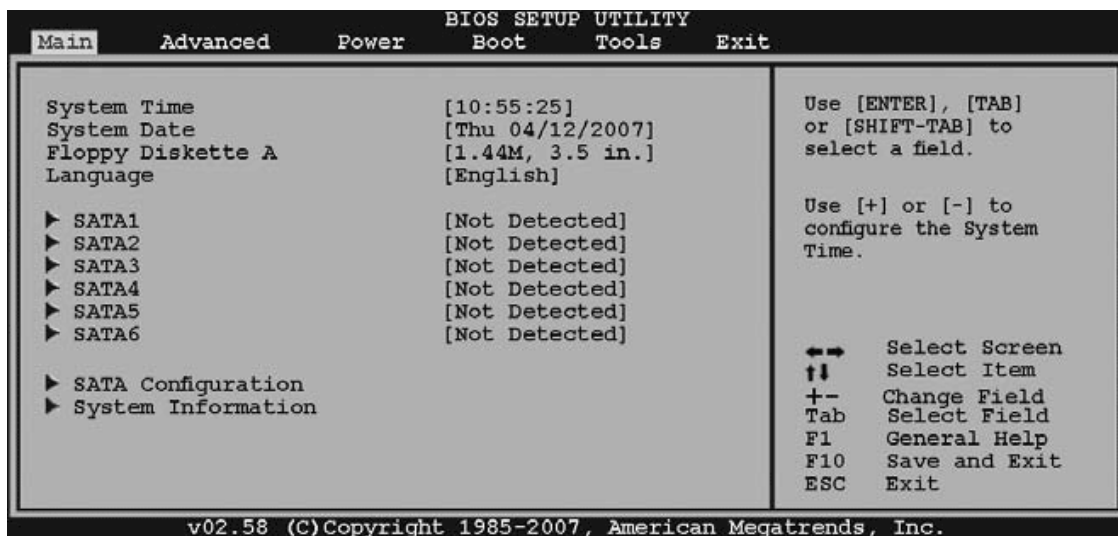 BIOS SETUP UTILITY
Main Advanced Power Boot Tools Exit
System Time [10:55:25]
System Date [Thu 04/12/2007]
Floppy Diskette A [1.44M, 3.5 in.]
Language [English]
SATA1 [Not Detected]
SATA2 [Not Detected]
SATA3 [Not Detected]
SATA4 [Not Detected]
SATA5 [Not Detected]
SATA6 [Not Detected]
SATA Configuration
System Information
Use [ENTER], [TAB]
or [SHIFT-TAB] to
select a field.
Use [+] or [-] to
configure the System
Time.
←→ Select Screen
↑↓ Select Item
+- Change Field
Tab Select Field
F1 General Help
F10 Save and Exit
ESC Exit
v02.58 (C)Copyright 1985-2007, American Megatrends, Inc.